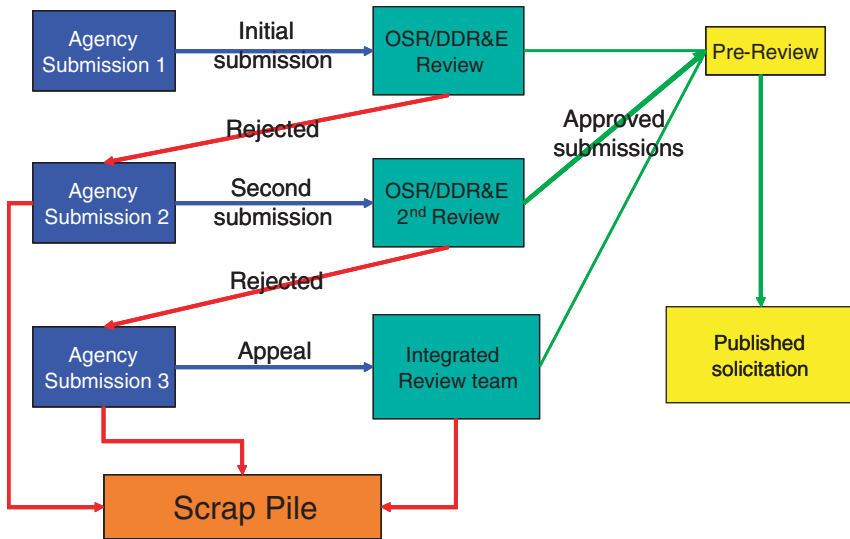 Agency
Submission 1
Initial
submission
OSR/DDR&E
Review
Pre-Review
Rejected
Approved
submissions
Agency
Submission 2
Second
submission
OSR/DDR&E
2nd Review
Rejected
Agency
Submission 3
Appeal
Integrated
Review team
Published
solicitation
Scrap Pile